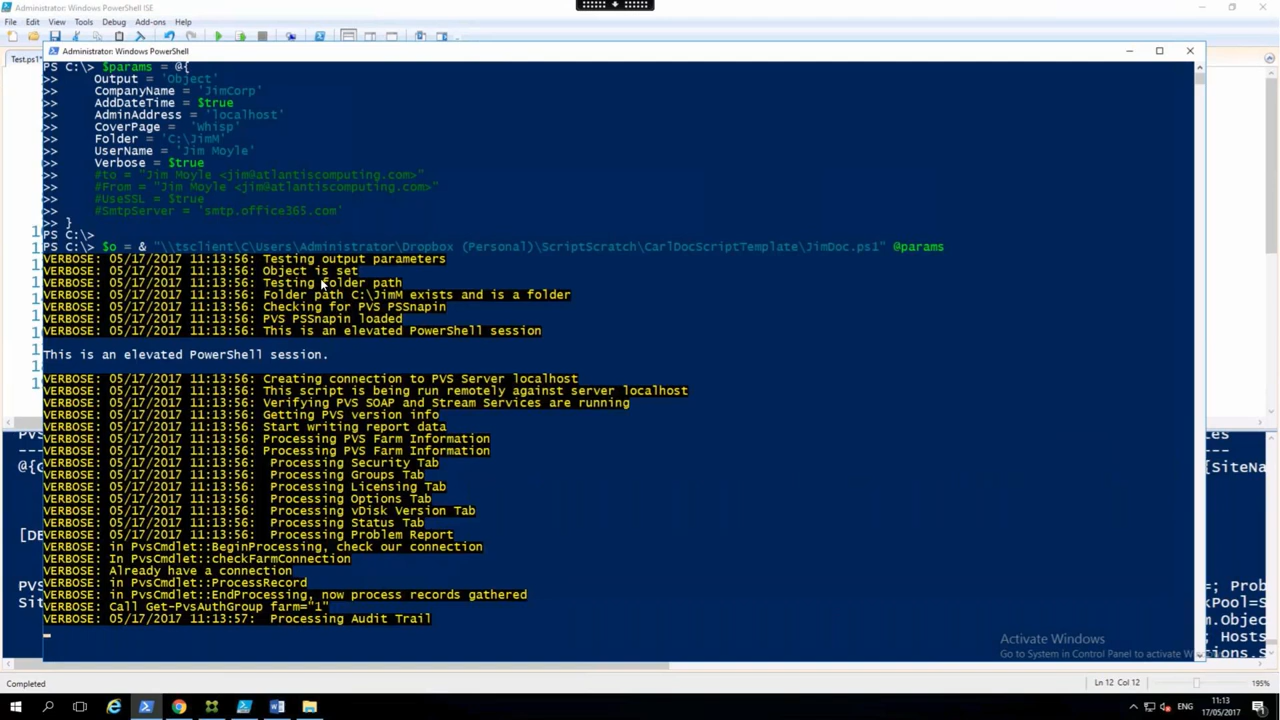 Administrator: Windows PowerShell ISE
File Edit View Tools Debug Add-ons Help
Test.ps1*
Administrator: Windows PowerShell
PS C:\> $params = @{
>> Output = 'Object'
>> CompanyName = 'JimCorp'
>> AddDateTime = $true
>> AdminAddress = 'localhost'
>> CoverPage = 'Whisp'
>> Folder = 'C:\JimM'
>> UserName = 'Jim Moyle'
>> Verbose = $true
>> #to = "Jim Moyle <jim@atlantiscomputing.com>"
>> #From = "Jim Moyle <jim@atlantiscomputing.com>"
>> #UseSSL = $true
>> #SmtpServer = 'smtp.office365.com'
>> }
PS C:\>
PS C:\> $o = & "\\tsclient\C\Users\Administrator\Dropbox (Personal)\ScriptScratch\CarlDocScriptTemplate\JimDoc.ps1" @params
VERBOSE: 05/17/2017 11:13:56: Testing output parameters
VERBOSE: 05/17/2017 11:13:56: Object is set
VERBOSE: 05/17/2017 11:13:56: Testing folder path
VERBOSE: 05/17/2017 11:13:56: Folder path C:\JimM exists and is a folder
VERBOSE: 05/17/2017 11:13:56: Checking for PVS PSSnapin
VERBOSE: 05/17/2017 11:13:56: PVS PSSnapin loaded
VERBOSE: 05/17/2017 11:13:56: This is an elevated PowerShell session
This is an elevated PowerShell session.
VERBOSE: 05/17/2017 11:13:56: Creating connection to PVS Server localhost
VERBOSE: 05/17/2017 11:13:56: This script is being run remotely against server localhost
VERBOSE: 05/17/2017 11:13:56: Verifying PVS SOAP and Stream Services are running
VERBOSE: 05/17/2017 11:13:56: Getting PVS version info
VERBOSE: 05/17/2017 11:13:56: Start writing report data
VERBOSE: 05/17/2017 11:13:56: Processing PVS Farm Information
VERBOSE: 05/17/2017 11:13:56: Processing PVS Farm Information
VERBOSE: 05/17/2017 11:13:56: Processing Security Tab
VERBOSE: 05/17/2017 11:13:56: Processing Groups Tab
VERBOSE: 05/17/2017 11:13:56: Processing Licensing Tab
VERBOSE: 05/17/2017 11:13:56: Processing Options Tab
VERBOSE: 05/17/2017 11:13:56: Processing vDisk Version Tab
VERBOSE: 05/17/2017 11:13:56: Processing Status Tab
VERBOSE: 05/17/2017 11:13:56: Processing Problem Report
VERBOSE: in PvsCmdlet::BeginProcessing, check our connection
VERBOSE: In PvsCmdlet::checkFarmConnection
VERBOSE: Already have a connection
VERBOSE: in PvsCmdlet::ProcessRecord
VERBOSE: in PvsCmdlet::EndProcessing, now process records gathered
VERBOSE: Call Get-PvsAuthGroup farm="1"
VERBOSE: 05/17/2017 11:13:57: Processing Audit Trail
Activate Windows
Go to System in Control Panel to activate
Completed
Ln 12 Col 12
195%
ENG
11:13
17/05/2017